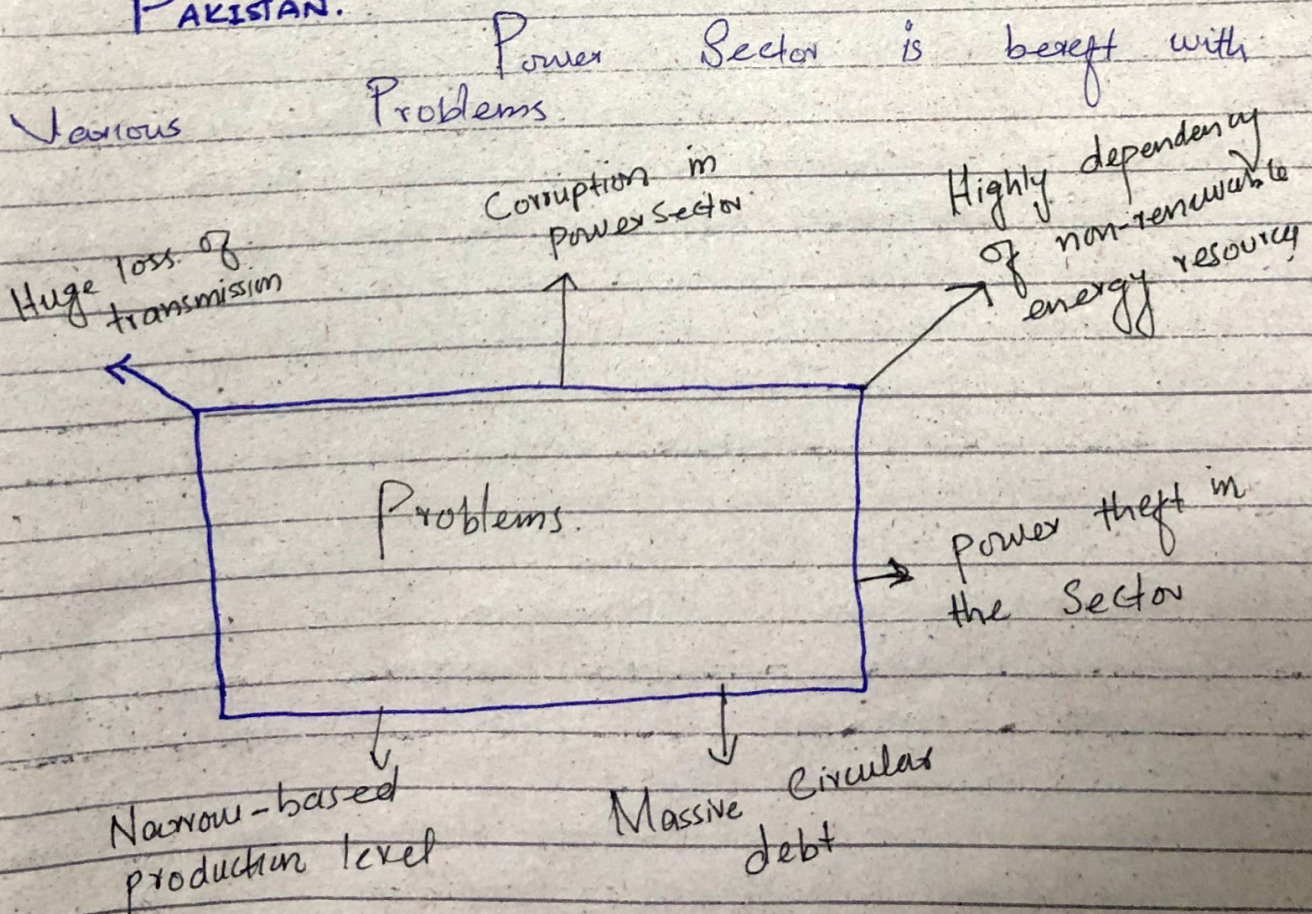 PAKISTAN.
Power Sector is bereft with
Various Problems.
Huge loss of
transmission
Corruption in
power sector
Highly dependency
of non-renewable
energy resources
Problems.
Power theft in
the Sector
Narrow-based
production level
Massive Circular
debt